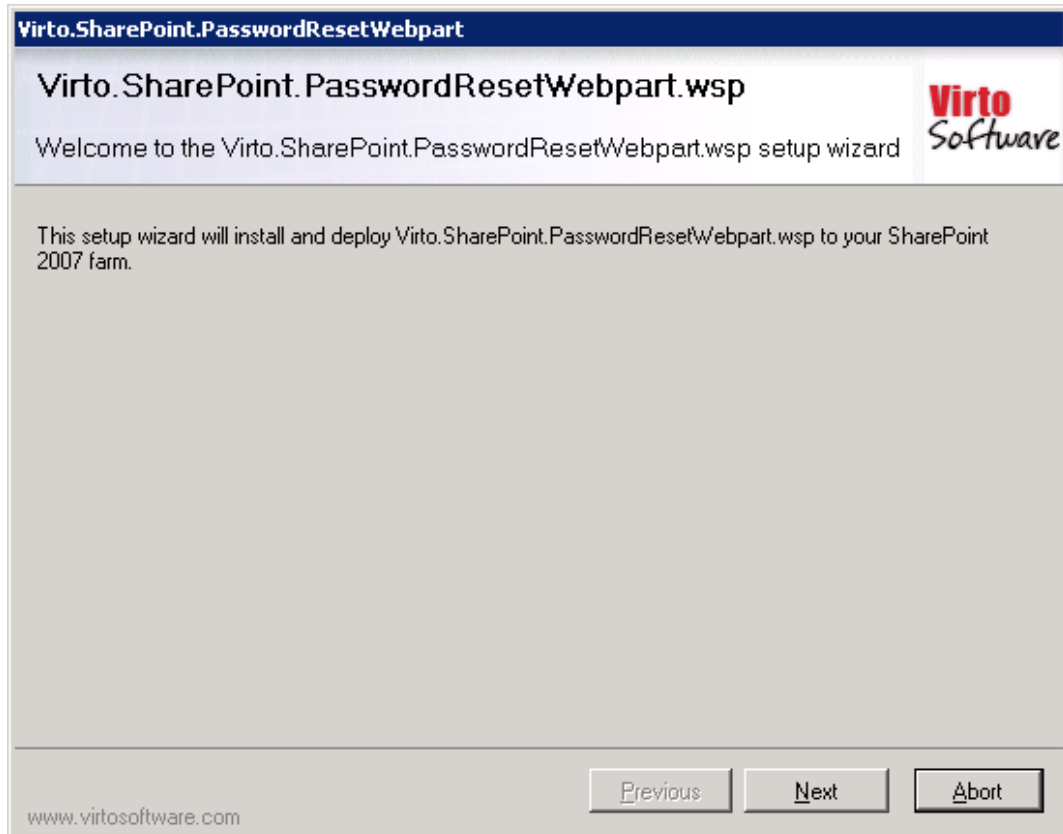 Virto.SharePoint.PasswordResetWebpart
Virto.SharePoint.PasswordResetWebpart.wsp
Welcome to the Virto.SharePoint.PasswordResetWebpart.wsp setup wizard
Virto
Software
This setup wizard will install and deploy Virto.SharePoint.PasswordResetWebpart.wsp to your SharePoint
2007 farm.
Previous
Next
Abort
www.virtosoftware.com